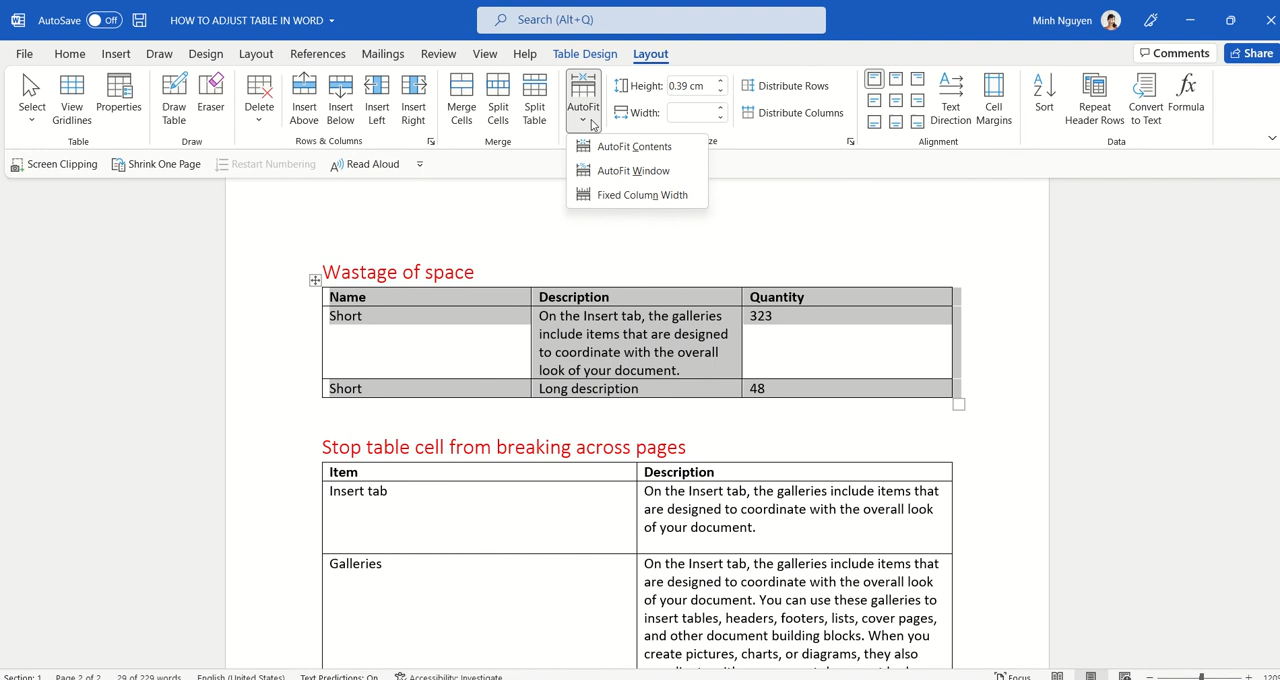 AutoSave Off HOW TO ADJUST TABLE IN WORD Search (Alt+Q) Minh Nguyen
File Home Insert Draw Design Layout References Mailings Review View Help Table Design Layout Comments Share
Select View Gridlines Properties Draw Table Eraser Delete Insert Above Insert Below Insert Left Insert Right Merge Cells Split Cells Split Table AutoFit Height: 0.39 cm Distribute Rows Text Direction Cell Margins Sort Repeat Header Rows Convert to Text Formula
Width: Distribute Columns
Table Draw Rows & Columns Merge Alignment Data
AutoFit Contents
AutoFit Window
Fixed Column Width
Screen Clipping Shrink One Page Restart Numbering Read Aloud
Wastage of space
Name Description Quantity
Short On the Insert tab, the galleries 323
include items that are designed
to coordinate with the overall
look of your document.
Short Long description 48
Stop table cell from breaking across pages
Item Description
Insert tab On the Insert tab, the galleries include items that
are designed to coordinate with the overall look
of your document.
Galleries On the Insert tab, the galleries include items that
are designed to coordinate with the overall look
of your document. You can use these galleries to
insert tables, headers, footers, lists, cover pages,
and other document building blocks. When you
create pictures, charts, or diagrams, they also
Section: 1 Page 2 of 2 29 of 229 words English (United States) Text Predictions: On Accessibility: Investigate Focus